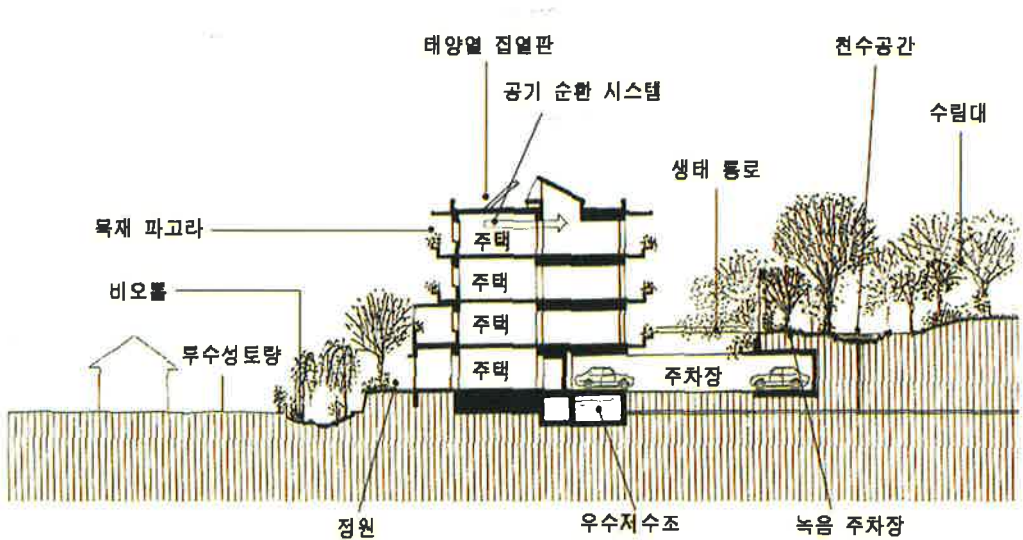 태양열 집열판
친수공간
공기 순환 시스템
수림대
생태 통로
목재 파고라
주택
비오톱
주택
주택
투수성토량
주택
주차장
정원
우수저수조
녹음 주차장